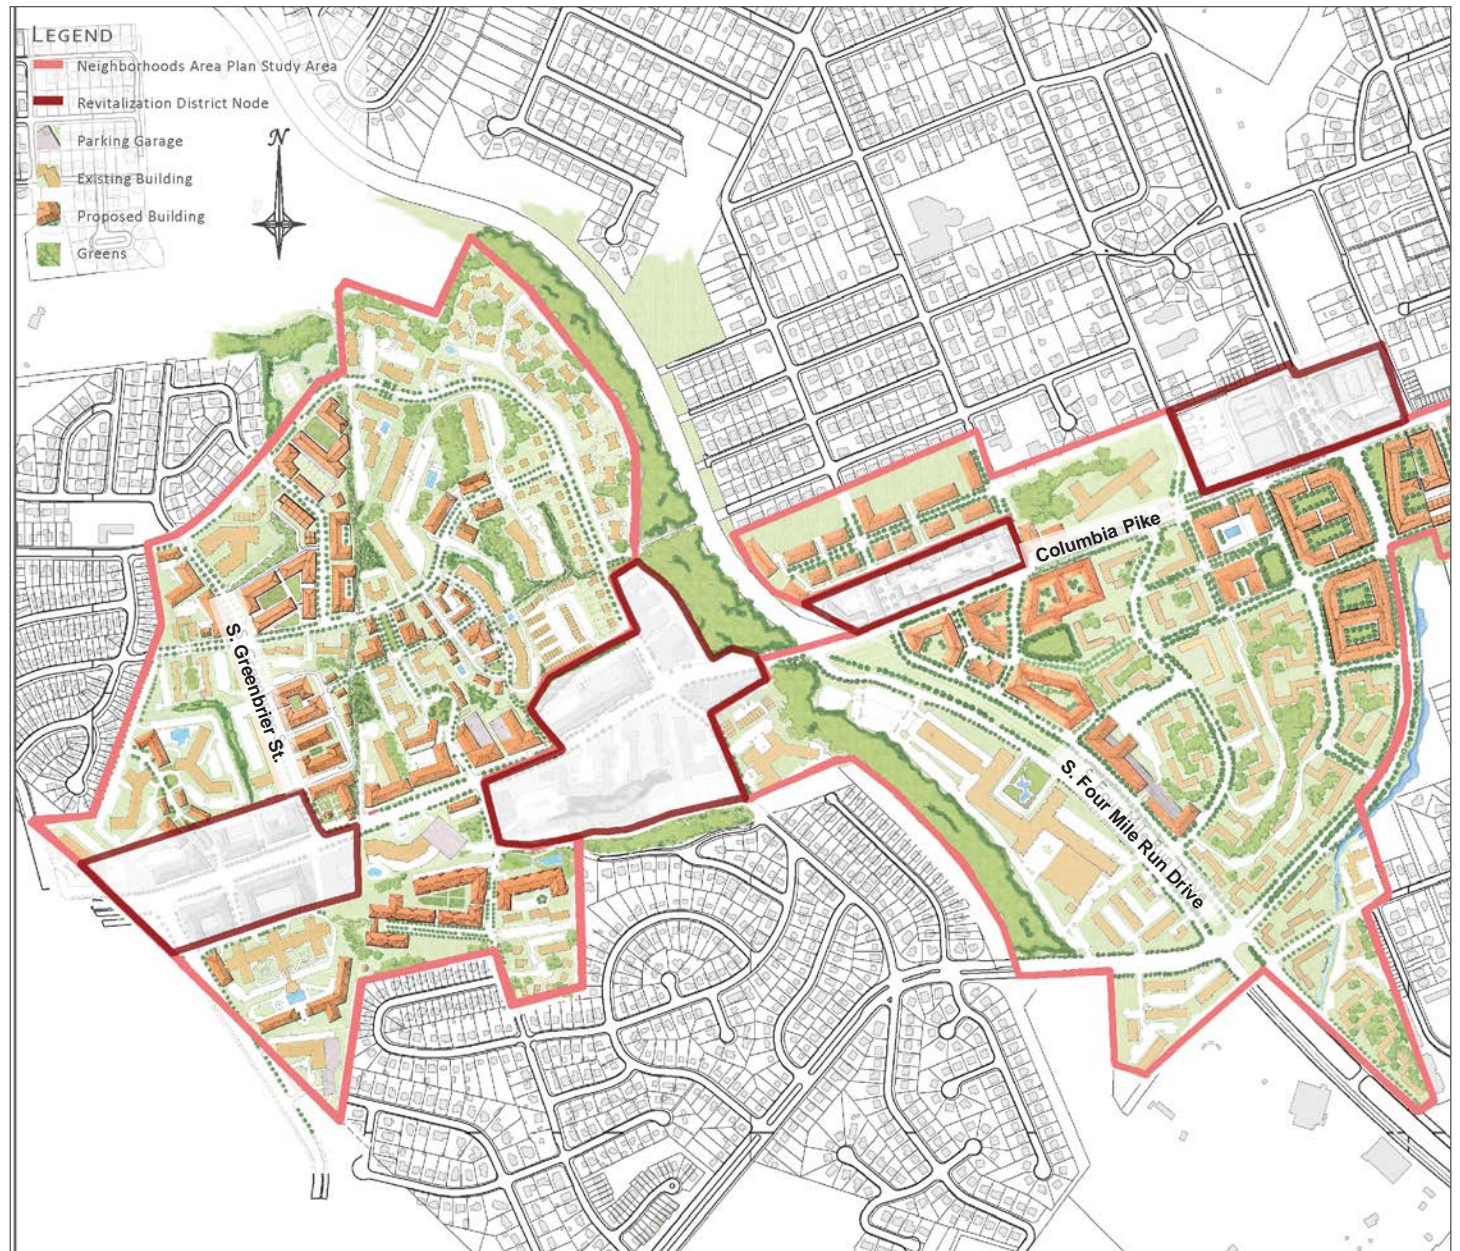 LEGEND
Neighborhoods Area Plan Study Area
Revitalization District Node
Parking Garage
Existing Building
Proposed Building
Greens
N
Columbia Pike
S. Greenbrier St.
S. Four Mile Run Drive